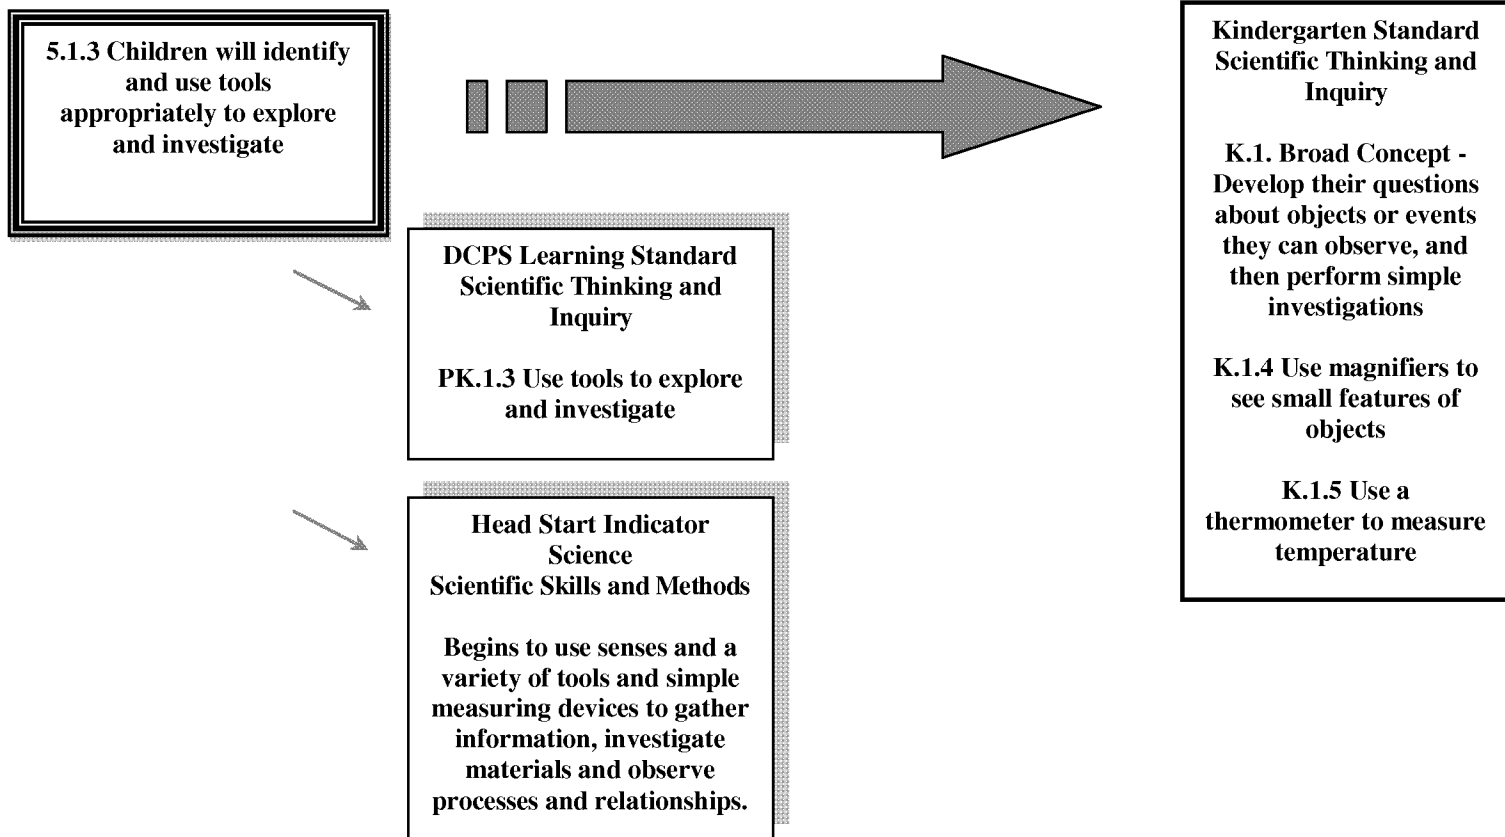 5.1.3 Children will identify
and use tools
appropriately to explore
and investigate
DCPS Learning Standard
Scientific Thinking and
Inquiry
PK.1.3 Use tools to explore
and investigate
Head Start Indicator
Science
Scientific Skills and Methods
Begins to use senses and a
variety of tools and simple
measuring devices to gather
information, investigate
materials and observe
processes and relationships.
Kindergarten Standard
Scientific Thinking and
Inquiry
K.1. Broad Concept -
Develop their questions
about objects or events
they can observe, and
then perform simple
investigations
K.1.4 Use magnifiers to
see small features of
objects
K.1.5 Use a
thermometer to measure
temperature